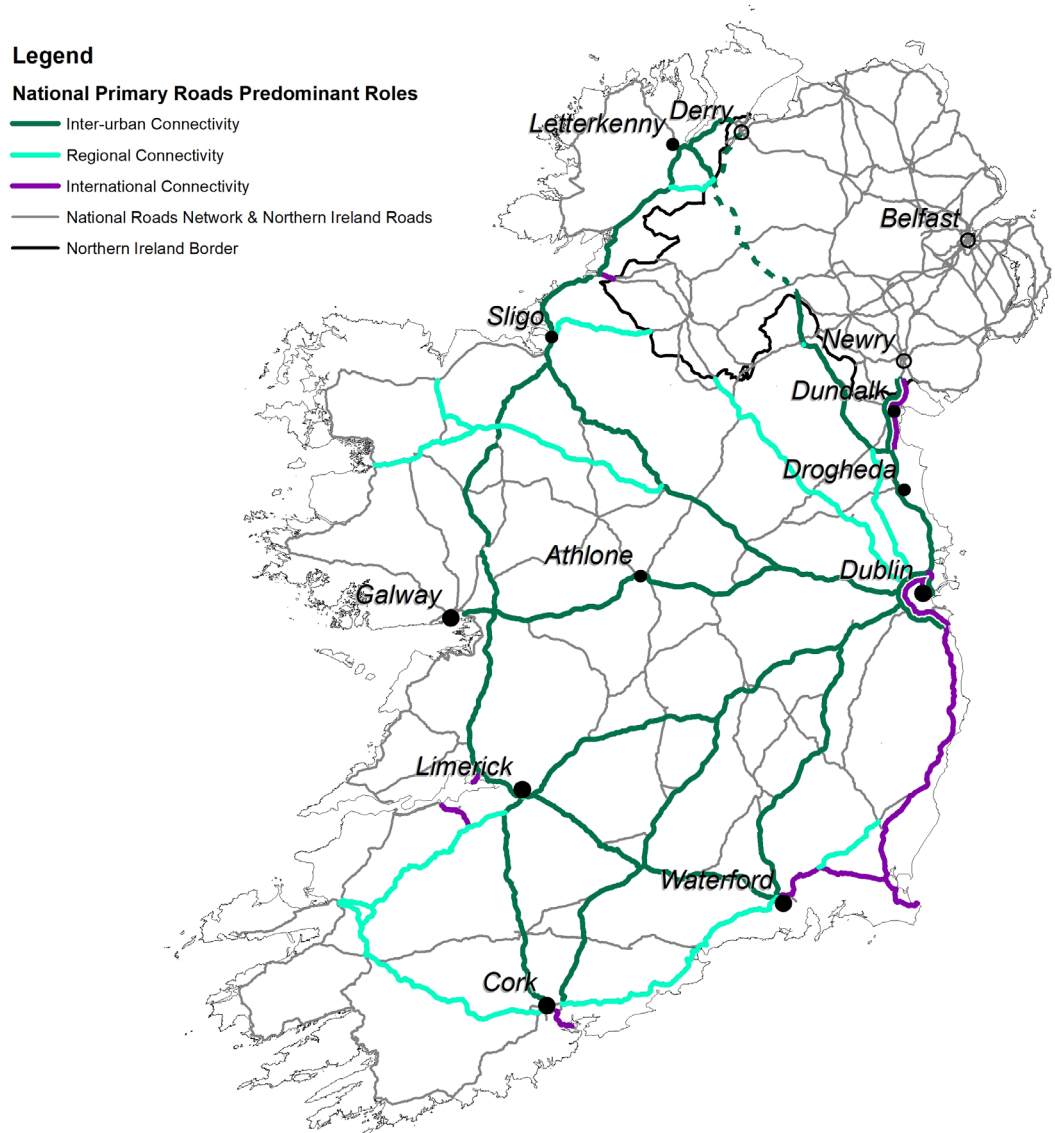 Legend
National Primary Roads Predominant Roles
Inter-urban Connectivity
Regional Connectivity
International Connectivity
National Roads Network & Northern Ireland Roads
Northern Ireland Border
Derry
Letterkenny
Belfast
Sligo
Newry
Dundalk
Drogheda
Athlone
Dublin
Galway
Limerick
Waterford
Cork